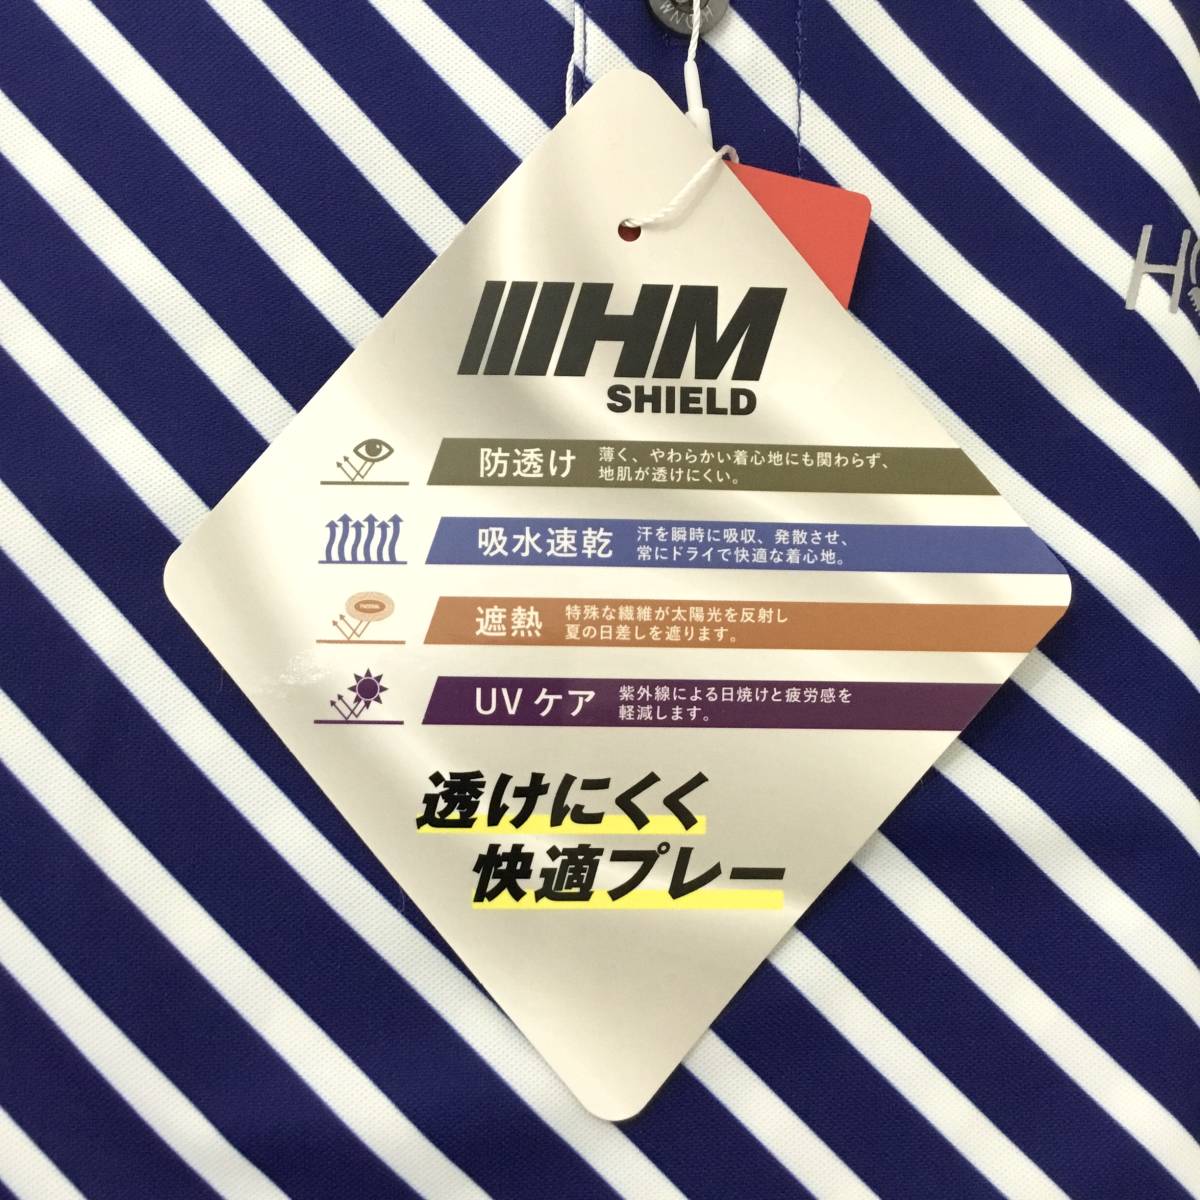 HM
SHIELD
防透け
薄く、やわらかい着心地にも関わらず、
地肌が透けにくい。
吸水速乾
汗を瞬時に吸収、発散させ、
常にドライで快適な着心地。
遮熱
特殊な繊維が太陽光を反射し
夏の日差しを遮ります。
UVケア
紫外線による日焼けと疲労感を
軽減します。
透けにくく
快適プレー